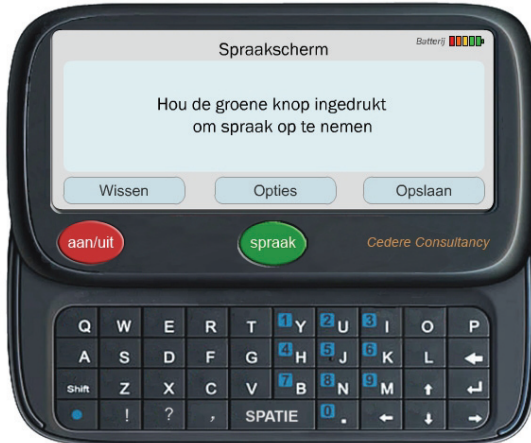 Batterij
Spraakscherm
Hou de groene knop ingedrukt
om spraak op te nemen
Wissen Opties Opslaan
aan/uit spraak Cedere Consultancy
Q W E R T 1 Y 2 U 3 I O P
A S D F G 4 H 5 J 6 K L
Shift Z X C V 7 B 8 N 9 M
! ? , SPATIE 0 .